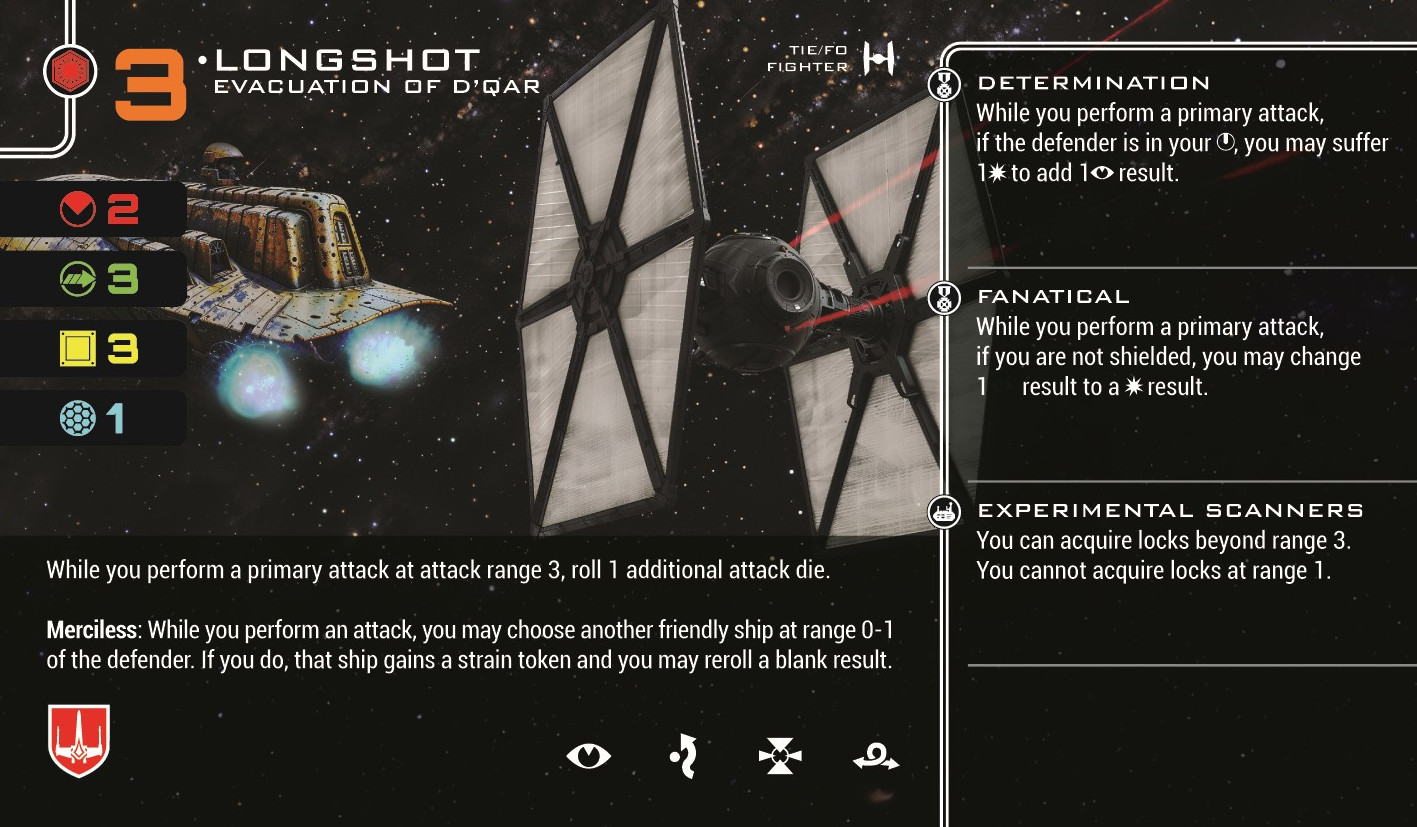 3 •LONGSHOT
EVACUATION OF D'QAR
TIE/FO
FIGHTER
2
3
3
1
While you perform a primary attack at attack range 3, roll 1 additional attack die.
Merciless: While you perform an attack, you may choose another friendly ship at range 0-1
of the defender. If you do, that ship gains a strain token and you may reroll a blank result.
DETERMINATION
While you perform a primary attack,
if the defender is in your , you may suffer
1 to add 1 result.
FANATICAL
While you perform a primary attack,
if you are not shielded, you may change
1 result to a result.
EXPERIMENTAL SCANNERS
You can acquire locks beyond range 3.
You cannot acquire locks at range 1.